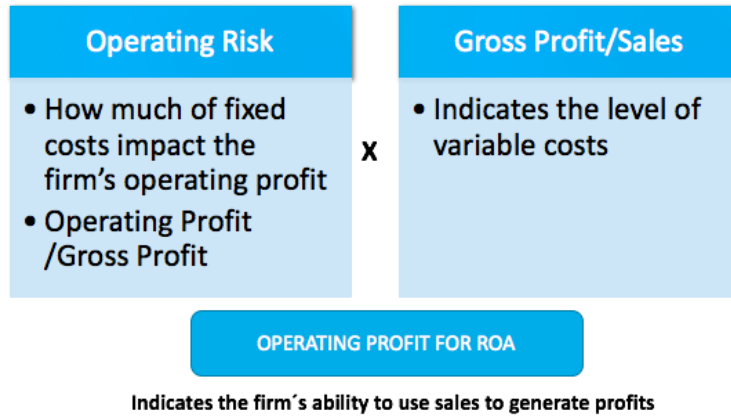 Operating Risk
• How much of fixed
costs impact the
firm's operating profit
• Operating Profit
/Gross Profit
x
Gross Profit/Sales
• Indicates the level of
variable costs
OPERATING PROFIT FOR ROA
Indicates the firm´s ability to use sales to generate profits